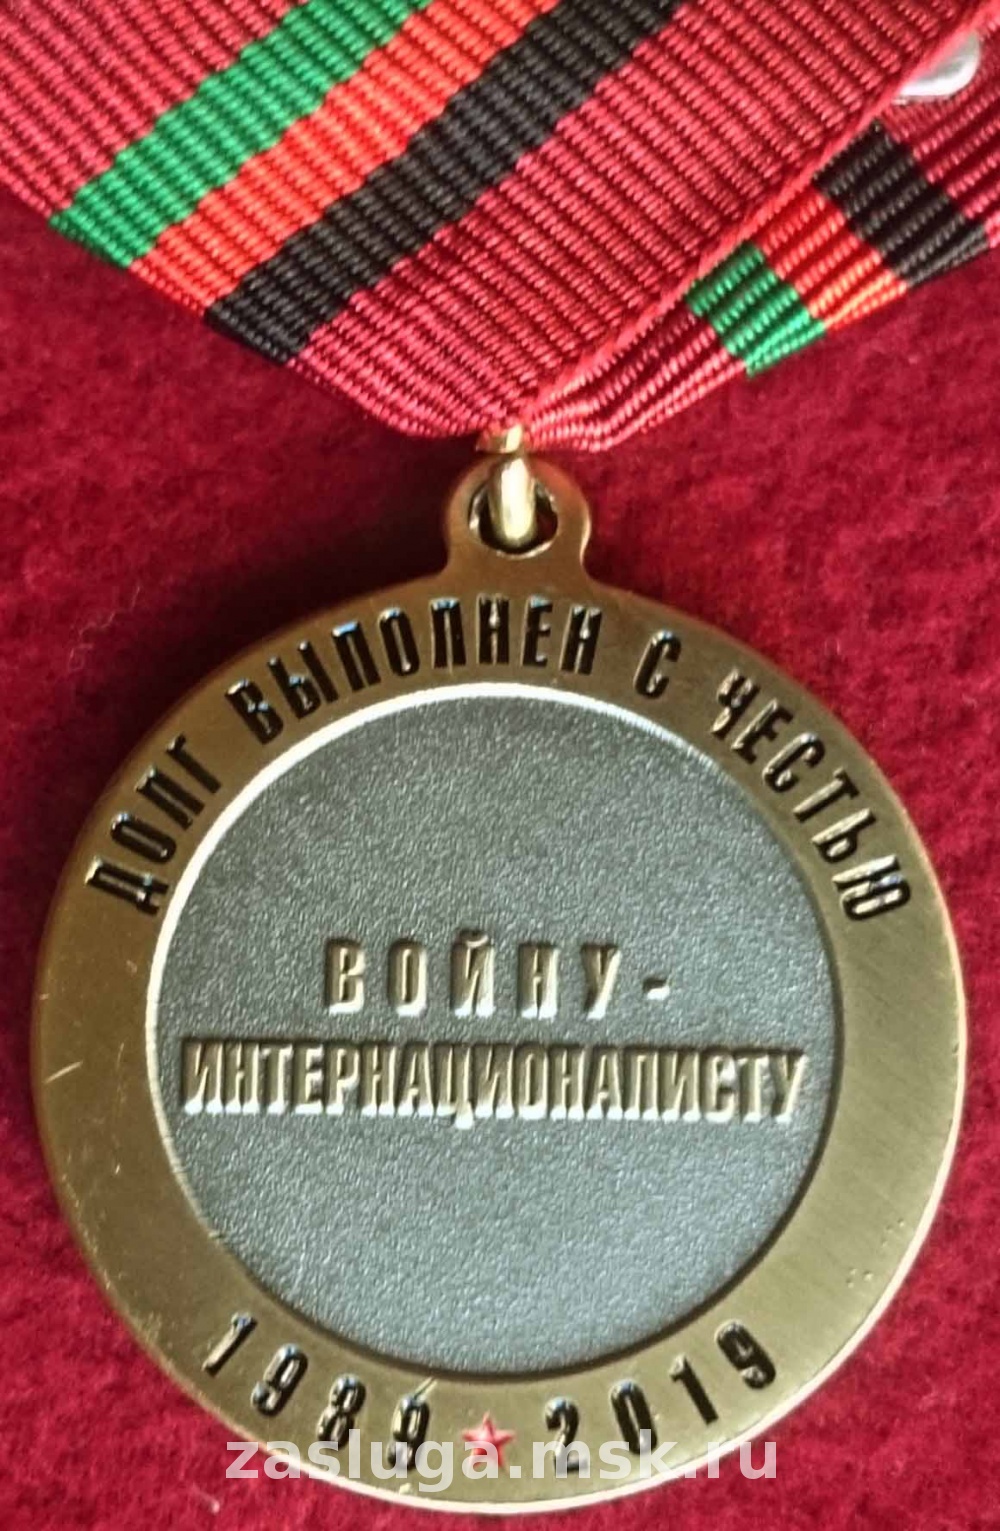 ДОЛГ ВЫПОЛНЕН С ЧЕСТЬЮ
ВОЙНУ-
ИНТЕРНАЦИОНАЛИСТУ
1989 ★ 2019
zasluga.msk.ru